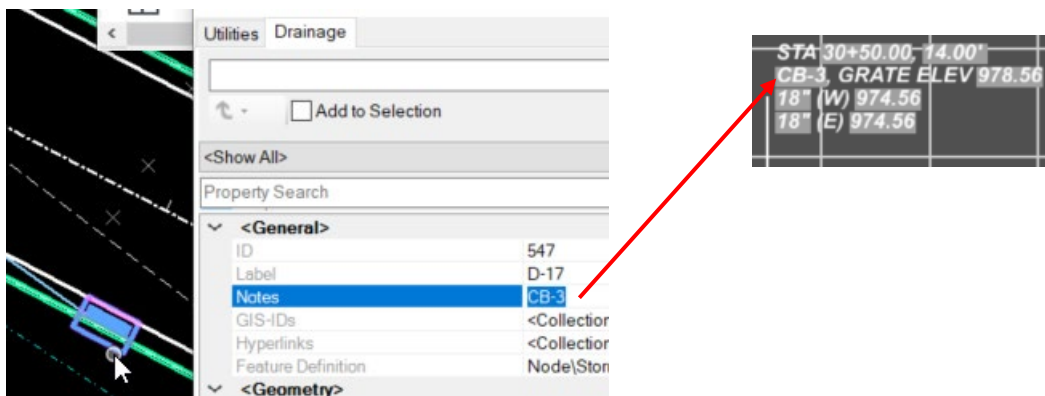 Utilities Drainage
Add to Selection
<Show All>
Property Search
<General>
ID 547
Label D-17
Notes CB-3
GIS-IDs <Collection
Hyperlinks <Collection
Feature Definition Node\Storr
<Geometry>
STA 30+50.00, 14.00'
CB-3, GRATE ELEV 978.56
18" (W) 974.56
18" (E) 974.56